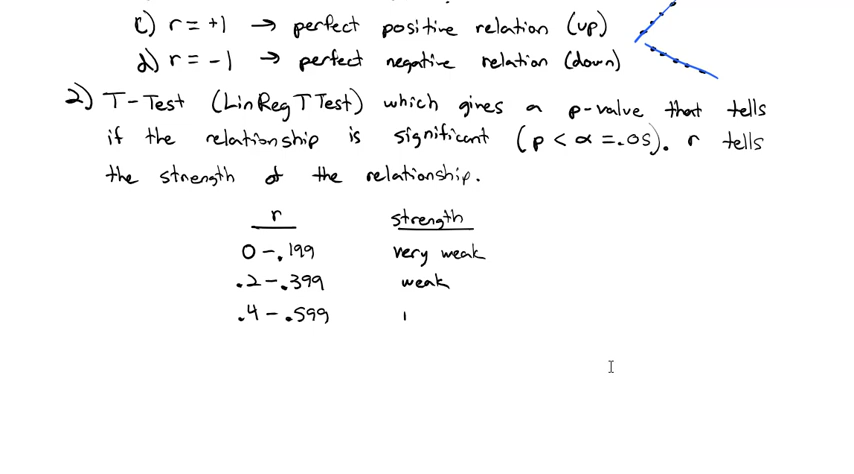 c) r = +1 → perfect positive relation (up)
d) r = -1 → perfect negative relation (down)
2) T-Test (LinRegTTest) which gives a p-value that tells
if the relationship is significant (p < α = .05). r tells
the strength of the relationship.
r strength
0 - .199 very weak
.2 - .399 weak
.4 - .599